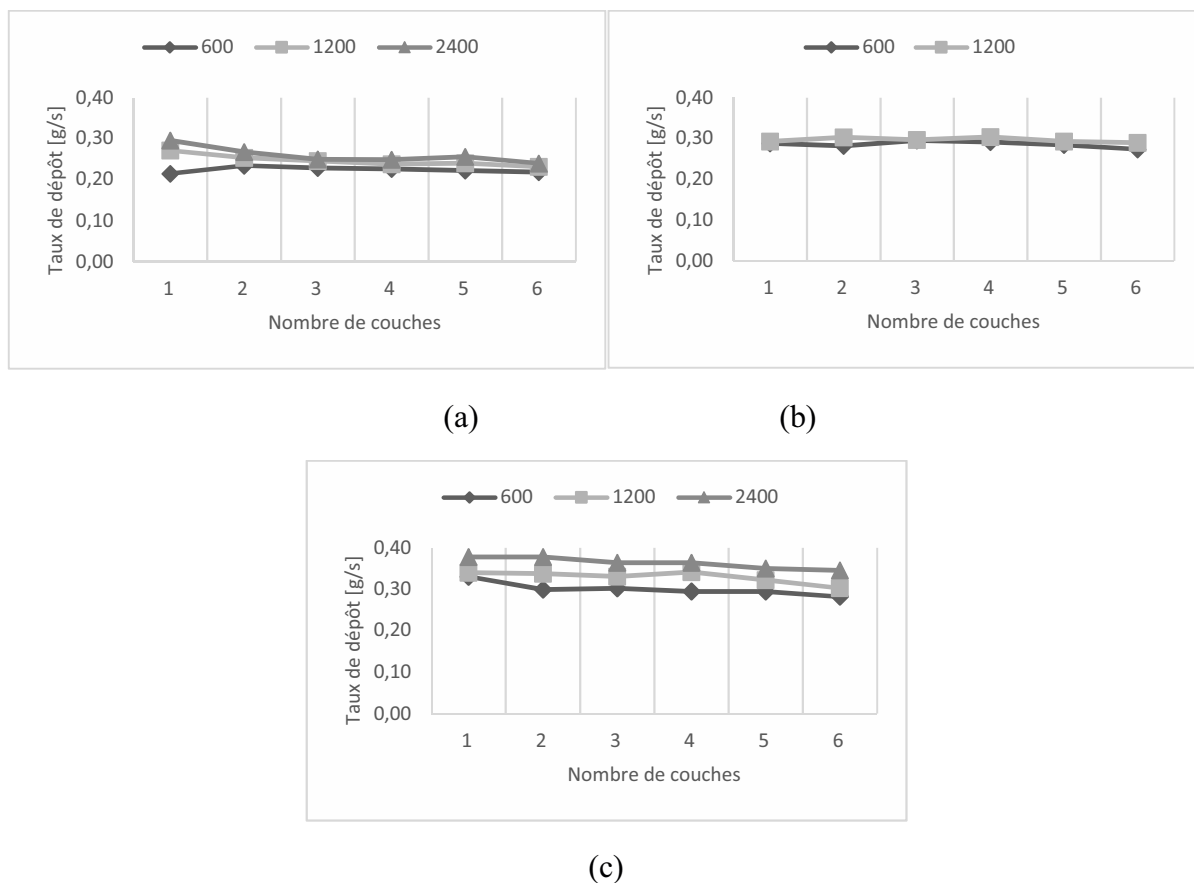 600 1200 2400
Taux de dépôt [g/s]
0,40
0,30
0,20
0,10
0,00
1 2 3 4 5 6
Nombre de couches
(a)
600 1200
Taux de dépôt [g/s]
0,40
0,30
0,20
0,10
0,00
1 2 3 4 5 6
Nombre de couches
(b)
600 1200 2400
Taux de dépôt [g/s]
0,40
0,30
0,20
0,10
0,00
1 2 3 4 5 6
Nombre de couches
(c)